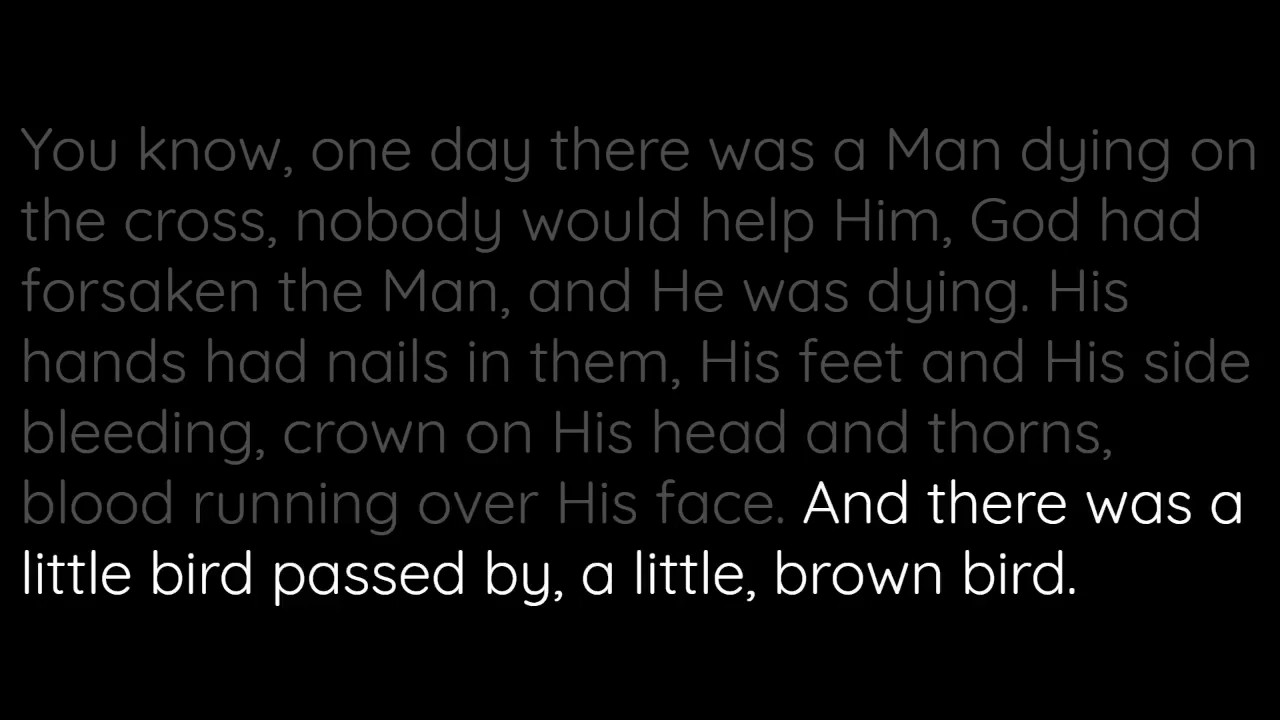 You know, one day there was a Man dying on
the cross, nobody would help Him, God had
forsaken the Man, and He was dying. His
hands had nails in them, His feet and His side
bleeding, crown on His head and thorns,
blood running over His face. And there was a
little bird passed by, a little, brown bird.